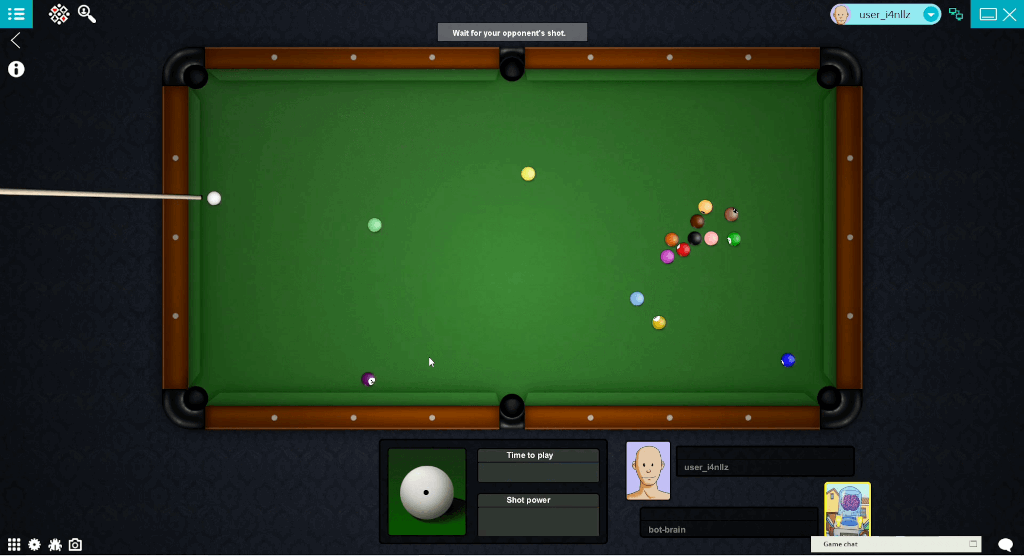 user_i4nllz
Wait for your opponent's shot.
Time to play
user_i4nllz
Shot power
bot-brain
Game chat